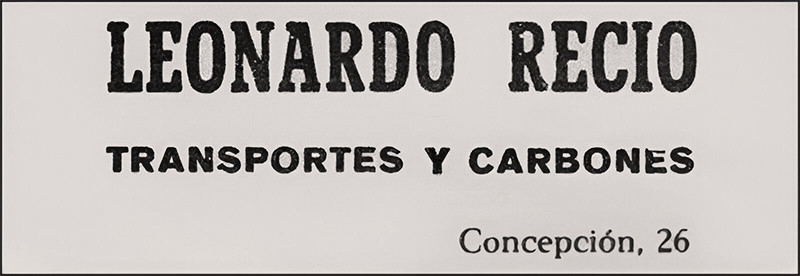 LEONARDO RECIO
TRANSPORTES Y CARBONES
Concepción, 26